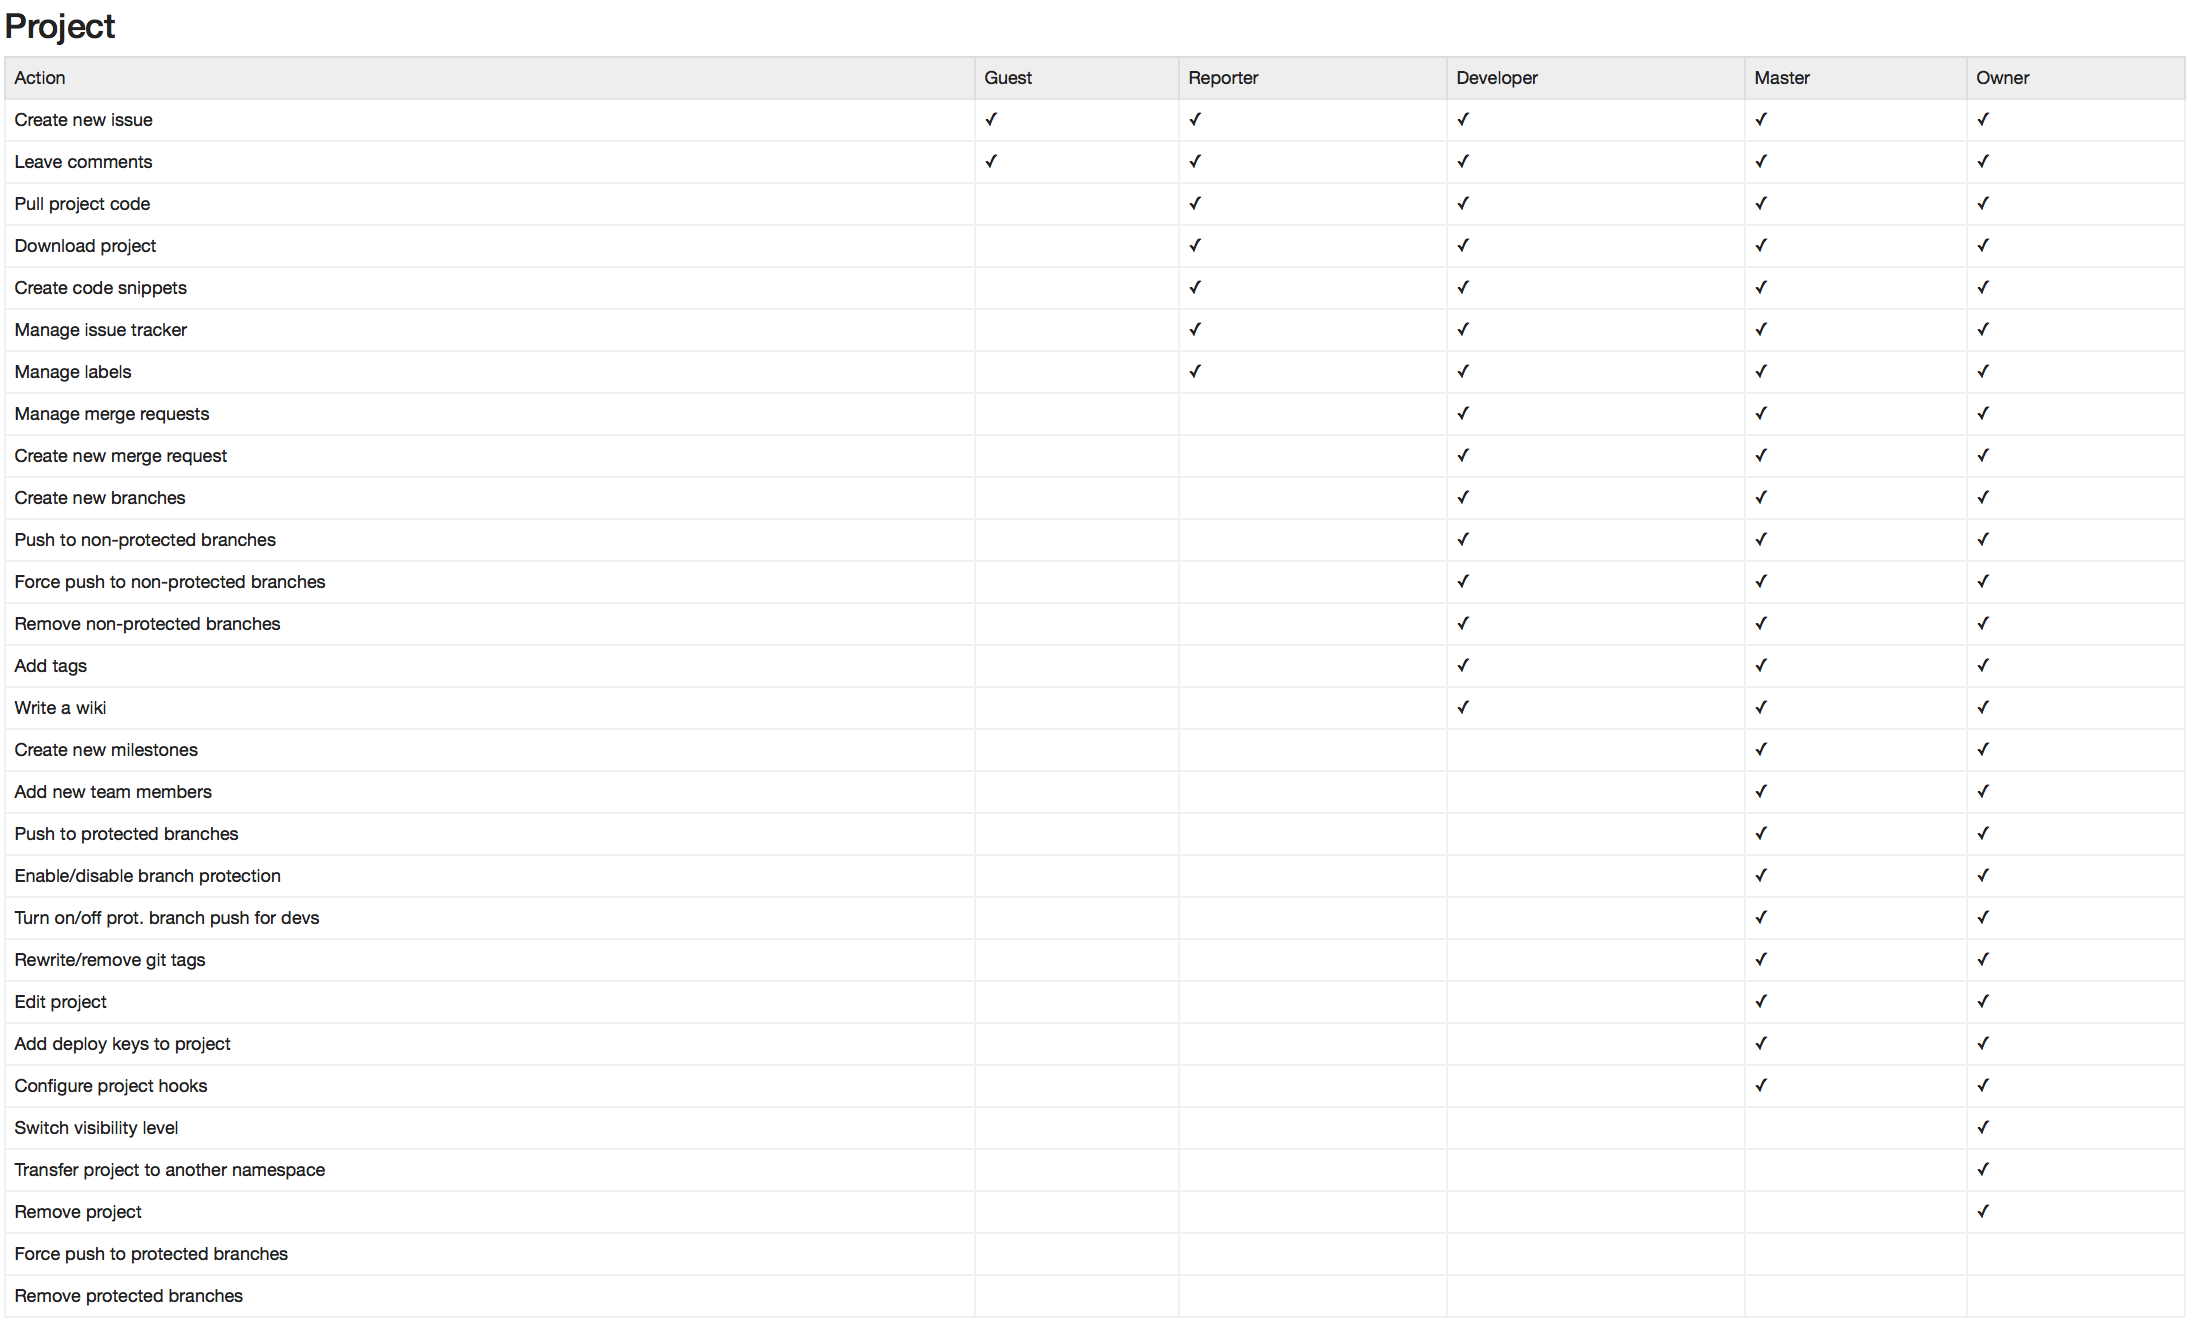 Project
Action Guest Reporter Developer Master Owner
Create new issue ✓ ✓ ✓ ✓ ✓
Leave comments ✓ ✓ ✓ ✓ ✓
Pull project code ✓ ✓ ✓ ✓
Download project ✓ ✓ ✓ ✓
Create code snippets ✓ ✓ ✓ ✓
Manage issue tracker ✓ ✓ ✓ ✓
Manage labels ✓ ✓ ✓ ✓
Manage merge requests ✓ ✓ ✓
Create new merge request ✓ ✓ ✓
Create new branches ✓ ✓ ✓
Push to non-protected branches ✓ ✓ ✓
Force push to non-protected branches ✓ ✓ ✓
Remove non-protected branches ✓ ✓ ✓
Add tags ✓ ✓ ✓
Write a wiki ✓ ✓ ✓
Create new milestones ✓ ✓
Add new team members ✓ ✓
Push to protected branches ✓ ✓
Enable/disable branch protection ✓ ✓
Turn on/off prot. branch push for devs ✓ ✓
Rewrite/remove git tags ✓ ✓
Edit project ✓ ✓
Add deploy keys to project ✓ ✓
Configure project hooks ✓ ✓
Switch visibility level ✓
Transfer project to another namespace ✓
Remove project ✓
Force push to protected branches
Remove protected branches